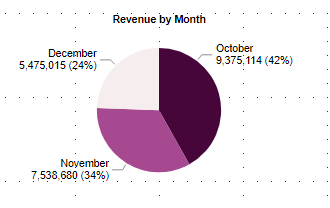 Revenue by Month
December
5,475,015 (24%)
October
9,375,114 (42%)
November
7,538,680 (34%)